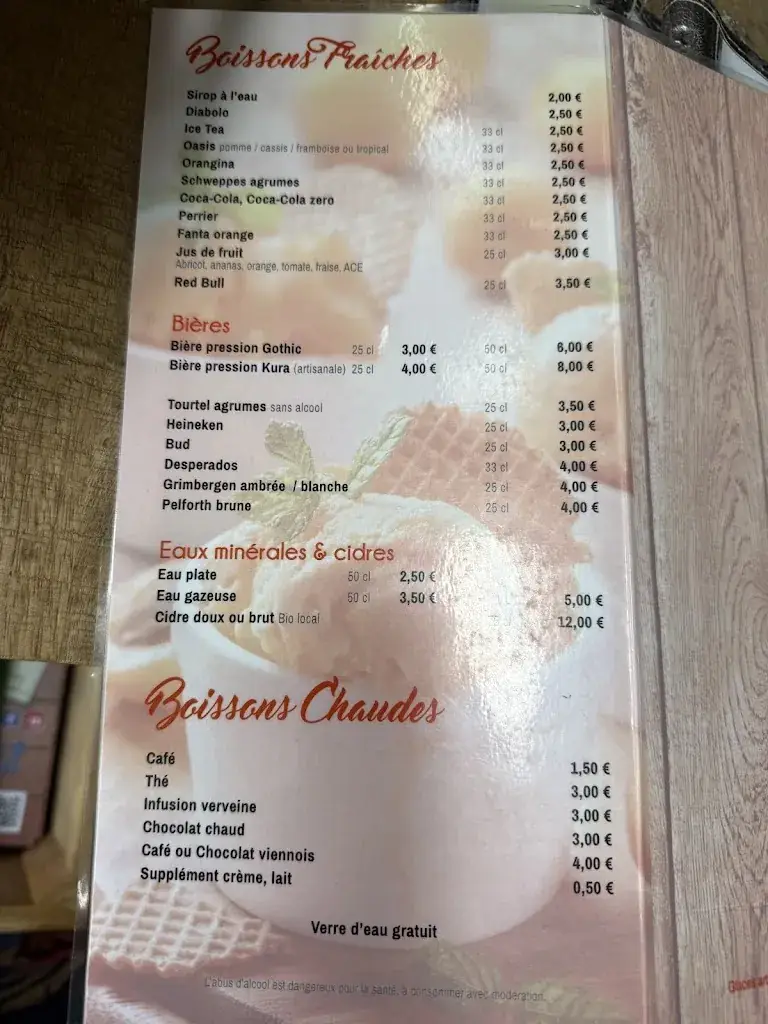 Boissons Fraîches
Sirop à l'eau 2,00 €
Diabolo 2,50 €
Ice Tea 33 cl 2,50 €
Oasis pomme / cassis / framboise ou tropical 33 cl 2,50 €
Orangina 33 cl 2,50 €
Schweppes agrumes 33 cl 2,50 €
Coca-Cola, Coca-Cola zero 33 cl 2,50 €
Perrier 33 cl 2,50 €
Fanta orange 33 cl 2,50 €
Jus de fruit 25 cl 3,00 €
Abricot, ananas, orange, tomate, fraise, ACE
Red Bull 25 cl 3,50 €
Bières
Bière pression Gothic 25 cl 3,00 € 50 cl 6,00 €
Bière pression Kura (artisanale) 25 cl 4,00 € 50 cl 8,00 €
Tourtel agrumes sans alcool 25 cl 3,50 €
Heineken 25 cl 3,00 €
Bud 25 cl 3,00 €
Desperados 33 cl 4,00 €
Grimbergen ambrée / blanche 25 cl 4,00 €
Pelforth brune 25 cl 4,00 €
Eaux minérales & cidres
Eau plate 50 cl 2,50 €
Eau gazeuse 50 cl 3,50 € 5,00 €
Cidre doux ou brut Bio local 12,00 €
Boissons Chaudes
Café 1,50 €
Thé 3,00 €
Infusion verveine 3,00 €
Chocolat chaud 3,00 €
Café ou Chocolat viennois 4,00 €
Supplément crème, lait 0,50 €
Verre d'eau gratuit
L'abus d'alcool est dangereux pour la santé, à consommer avec modération.